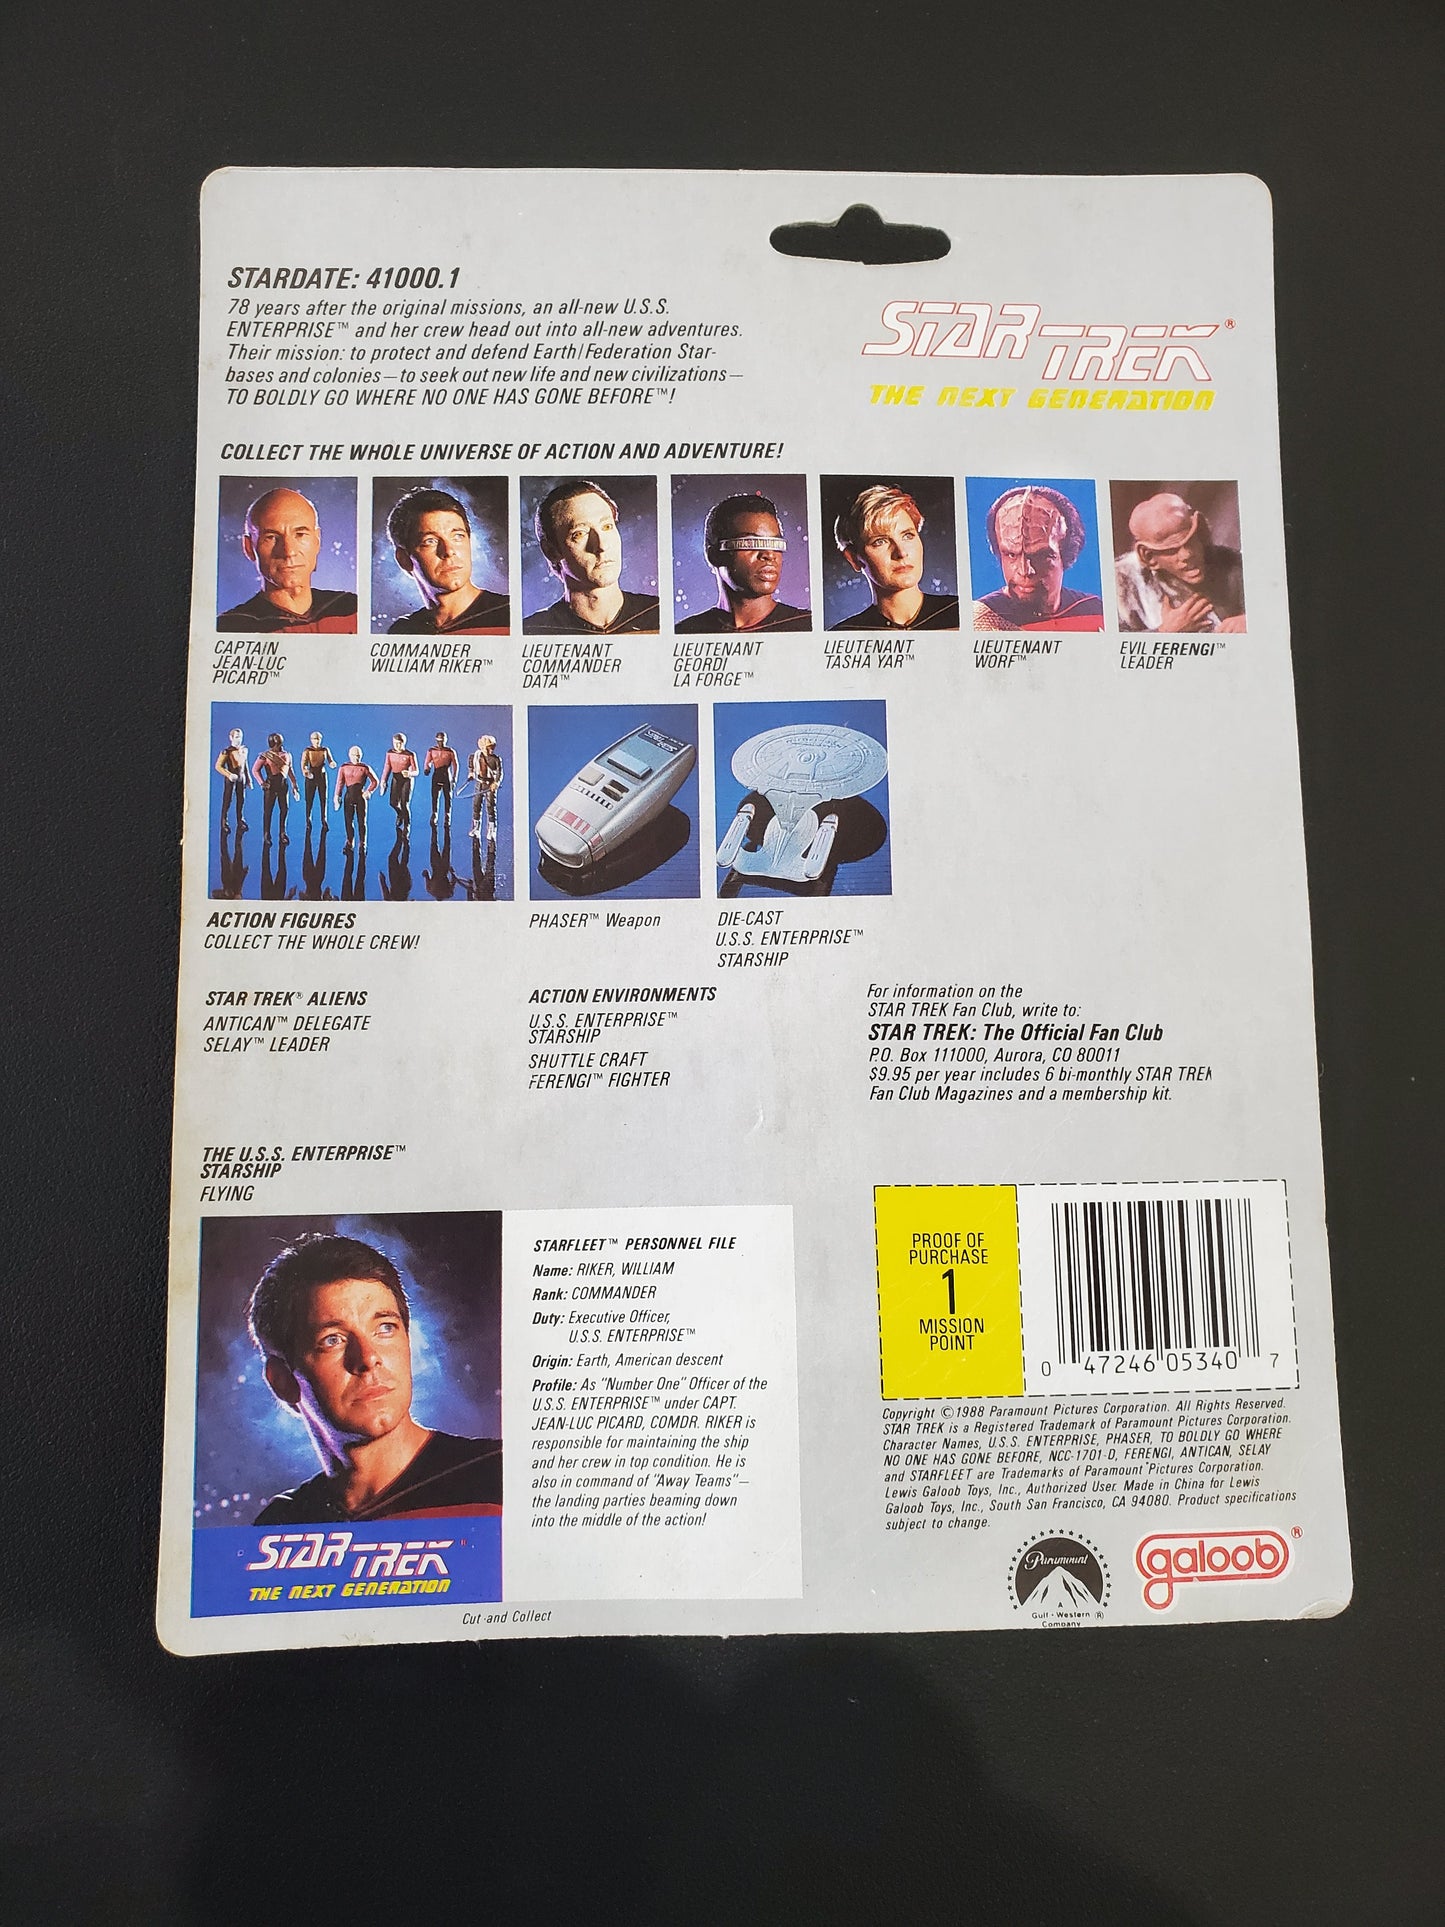 STARDATE: 41000.1
78 years after the original missions, an all-new U.S.S.
ENTERPRISE™ and her crew head out into all-new adventures.
Their mission: to protect and defend Earth/Federation Star-
bases and colonies—to seek out new life and new civilizations—
TO BOLDLY GO WHERE NO ONE HAS GONE BEFORE™!
STAR TREK®
THE NEXT GENERATION
COLLECT THE WHOLE UNIVERSE OF ACTION AND ADVENTURE!
CAPTAIN
JEAN-LUC
PICARD™
COMMANDER
WILLIAM RIKER™
LIEUTENANT
COMMANDER
DATA™
LIEUTENANT
GEORDI
LA FORGE™
LIEUTENANT
TASHA YAR™
LIEUTENANT
WORF™
EVIL FERENGI™
LEADER
ACTION FIGURES
COLLECT THE WHOLE CREW!
PHASER™ Weapon
DIE-CAST
U.S.S. ENTERPRISE™
STARSHIP
STAR TREK® ALIENS
ANTICAN™ DELEGATE
SELAY™ LEADER
ACTION ENVIRONMENTS
U.S.S. ENTERPRISE™
STARSHIP
SHUTTLE CRAFT
FERENGI™ FIGHTER
For information on the
STAR TREK Fan Club, write to:
STAR TREK: The Official Fan Club
P.O. Box 111000, Aurora, CO 80011
$9.95 per year includes 6 bi-monthly STAR TREK
Fan Club Magazines and a membership kit.
THE U.S.S. ENTERPRISE™
STARSHIP
FLYING
STARFLEET™ PERSONNEL FILE
Name: RIKER, WILLIAM
Rank: COMMANDER
Duty: Executive Officer,
U.S.S. ENTERPRISE™
Origin: Earth, American descent
Profile: As "Number One" Officer of the
U.S.S. ENTERPRISE™ under CAPT.
JEAN-LUC PICARD, COMDR. RIKER is
responsible for maintaining the ship
and her crew in top condition. He is
also in command of "Away Teams"—
the landing parties beaming down
into the middle of the action!
STAR TREK®
THE NEXT GENERATION
Cut and Collect
PROOF OF
PURCHASE
1
MISSION
POINT
0 47246 05340 7
Copyright ©1988 Paramount Pictures Corporation. All Rights Reserved.
STAR TREK is a Registered Trademark of Paramount Pictures Corporation.
Character Names, U.S.S. ENTERPRISE, PHASER, TO BOLDLY GO WHERE
NO ONE HAS GONE BEFORE, NCC-1701-D, FERENGI, ANTICAN, SELAY
and STARFLEET are Trademarks of Paramount Pictures Corporation.
Lewis Galoob Toys, Inc., Authorized User. Made in China for Lewis
Galoob Toys, Inc., South San Francisco, CA 94080. Product specifications
subject to change.
Paramount
A
Gulf+Western ®
Company
galoob®